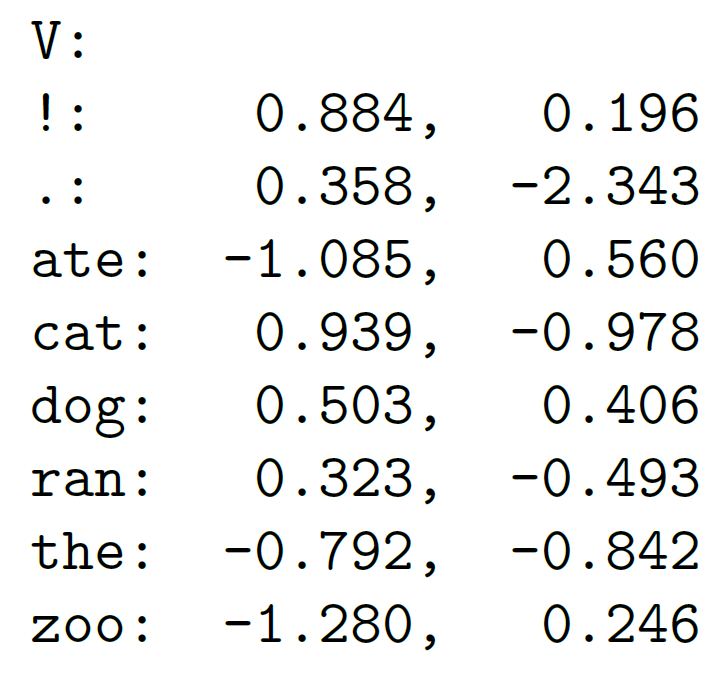 V:
!: 0.884, 0.196
.: 0.358, -2.343
ate: -1.085, 0.560
cat: 0.939, -0.978
dog: 0.503, 0.406
ran: 0.323, -0.493
the: -0.792, -0.842
zoo: -1.280, 0.246